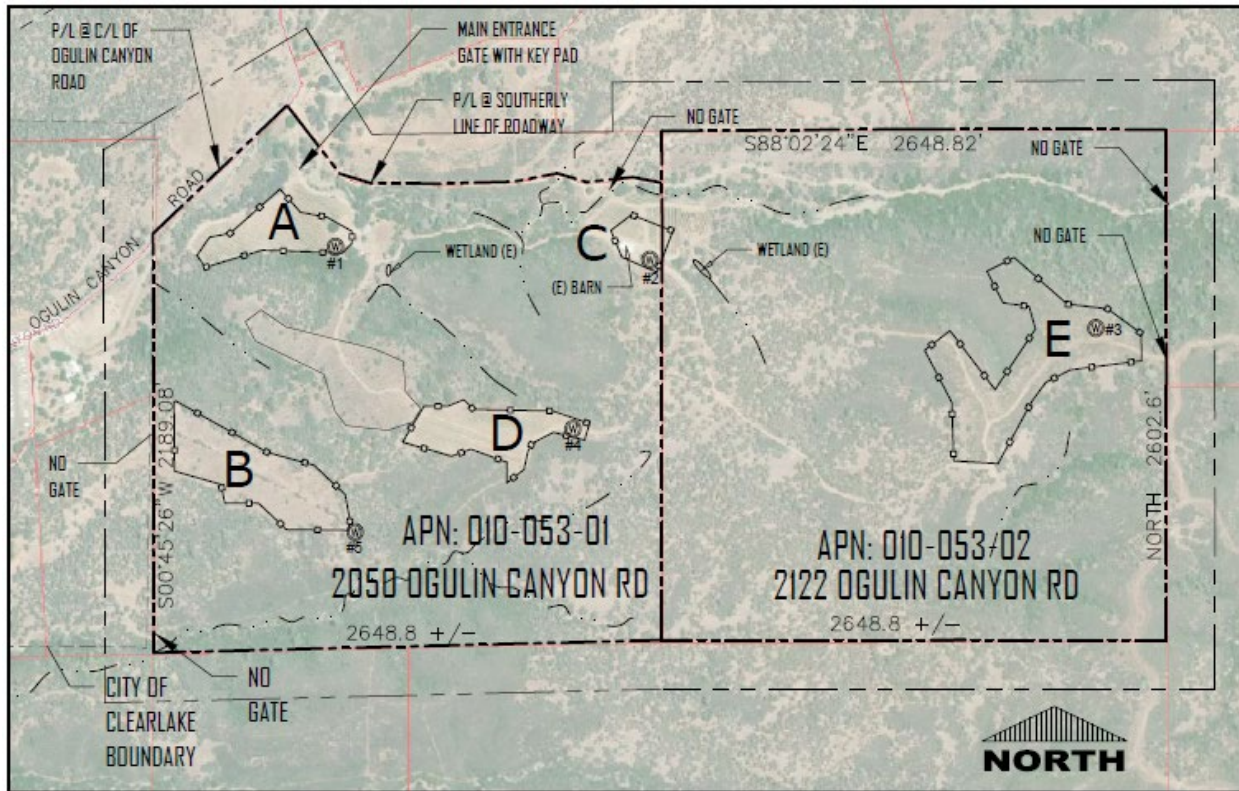 P/L @ C/L OF
OGULIN CANYON
ROAD
MAIN ENTRANCE
GATE WITH KEY PAD
P/L @ SOUTHERLY
LINE OF ROADWAY
NO GATE
S88°02'24"E 2648.82'
NO GATE
OGULIN CANYON ROAD
A
W
#1
WETLAND (E)
C
W
#2
(E) BARN
WETLAND (E)
NO GATE
E
W
#3
S00°45'26"W 2189.08'
NO
GATE
B
W
D
W
NORTH 2602.6'
APN: 010-053-01
2050 OGULIN CANYON RD
2648.8 +/-
APN: 010-053-02
2122 OGULIN CANYON RD
2648.8 +/-
CITY OF
CLEARLAKE
BOUNDARY
NO
GATE
NORTH